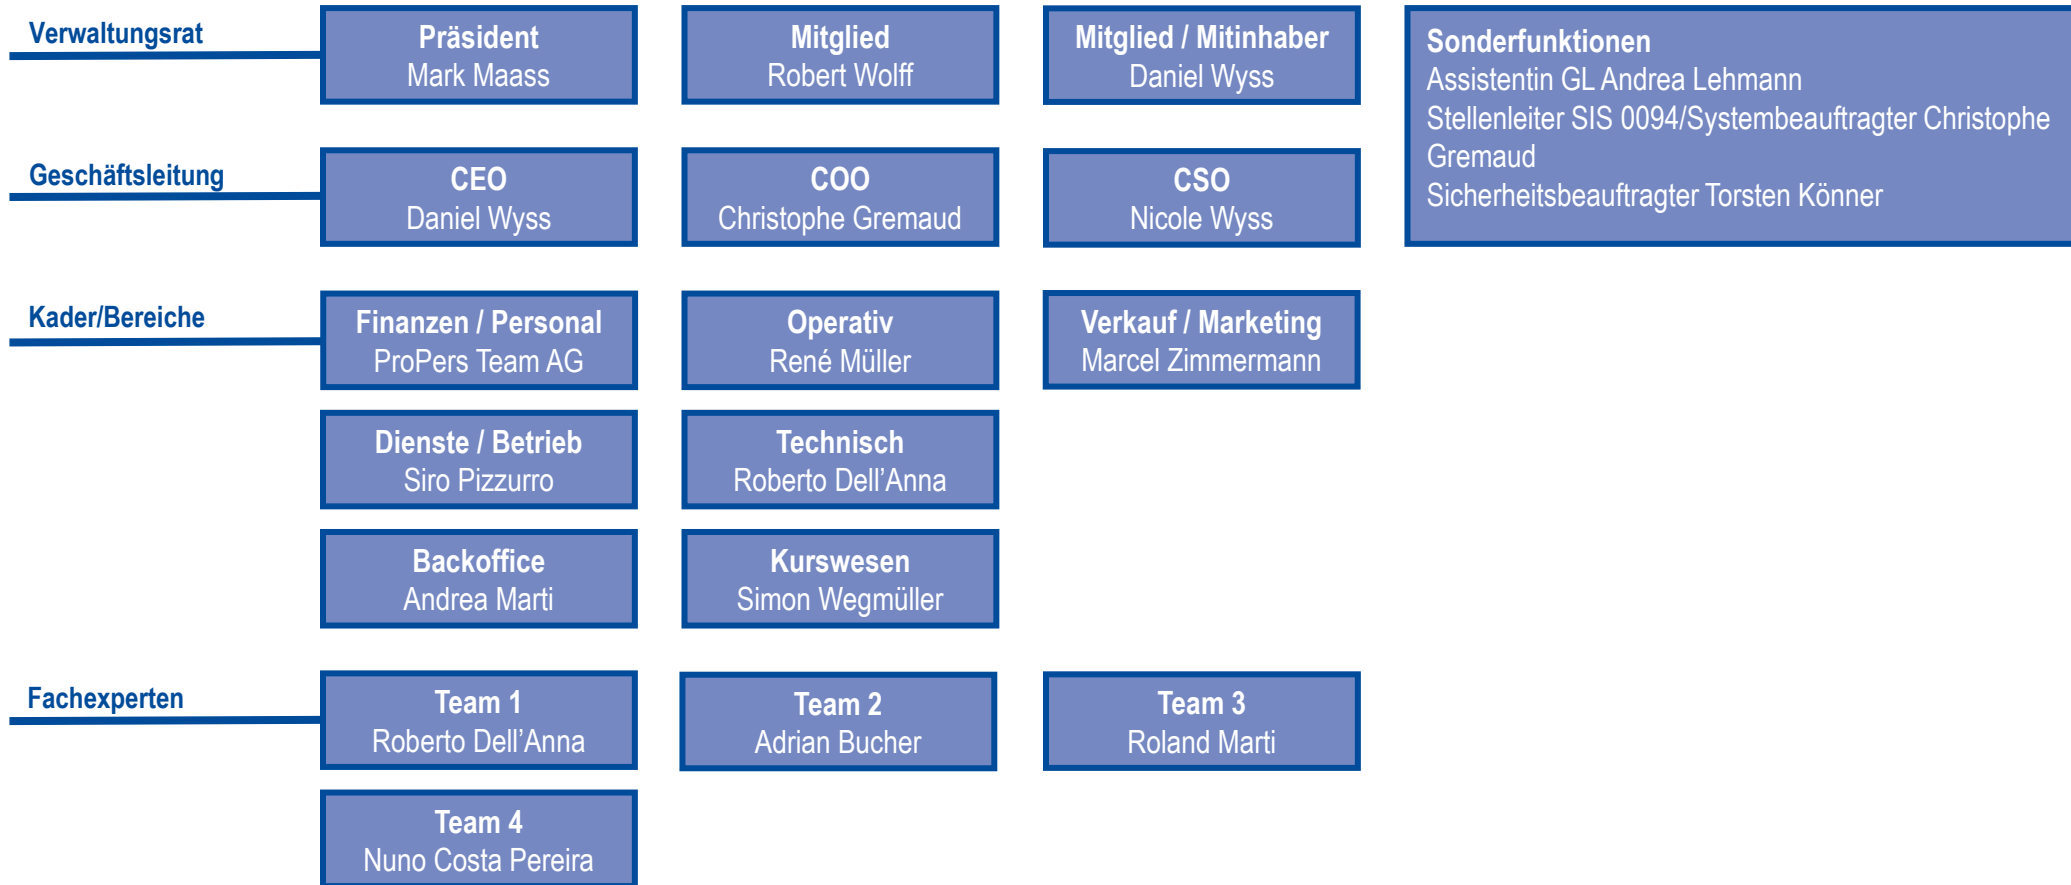 Verwaltungsrat
Präsident
Mark Maass
Mitglied
Robert Wolff
Mitglied / Mitinhaber
Daniel Wyss
Sonderfunktionen
Assistentin GL Andrea Lehmann
Stellenleiter SIS 0094/Systembeauftragter Christophe
Gremaud
Sicherheitsbeauftragter Torsten Könner
Geschäftsleitung
CEO
Daniel Wyss
COO
Christophe Gremaud
CSO
Nicole Wyss
Kader/Bereiche
Finanzen / Personal
ProPers Team AG
Operativ
René Müller
Verkauf / Marketing
Marcel Zimmermann
Dienste / Betrieb
Siro Pizzurro
Technisch
Roberto Dell’Anna
Backoffice
Andrea Marti
Kurswesen
Simon Wegmüller
Fachexperten
Team 1
Roberto Dell’Anna
Team 2
Adrian Bucher
Team 3
Roland Marti
Team 4
Nuno Costa Pereira